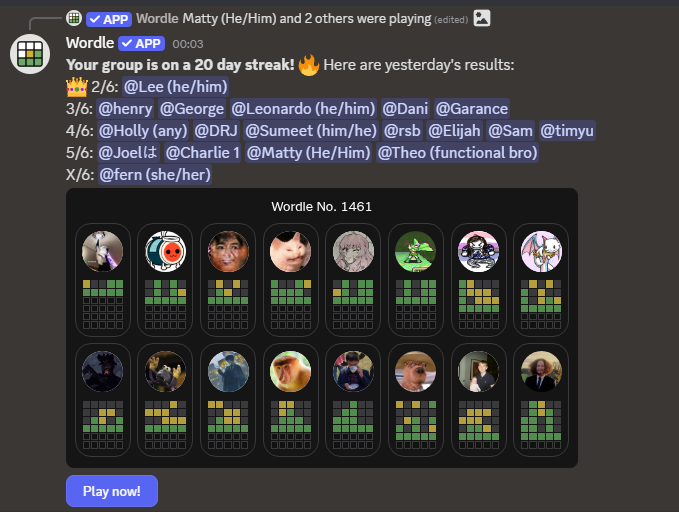 ✓ APP Wordle Matty (He/Him) and 2 others were playing (edited)
Wordle ✓ APP 00:03
Your group is on a 20 day streak! 🔥 Here are yesterday's results:
👑 2/6: @Lee (he/him)
3/6: @henry @George @Leonardo (he/him) @Dani @Garance
4/6: @Holly (any) @DRJ @Sumeet (him/he) @rsb @Elijah @Sam @timyu
5/6: @Joelは @Charlie 1 @Matty (He/Him) @Theo (functional bro)
X/6: @fern (she/her)
Wordle No. 1461
Play now!